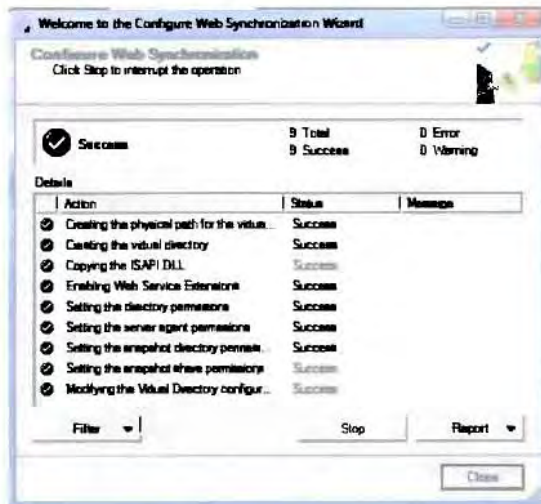 Welcome to the Configure Web Synchronization Wizard
Configure Web Synchronization
Click Stop to interrupt the operation
Success
9 Total 0 Error
9 Success 0 Warning
Details
Action Status Message
Creating the physical path for the virtua... Success
Creating the virtual directory Success
Copying the ISAPI DLL Success
Enabling Web Service Extensions Success
Setting the directory permissions Success
Setting the server agent permissions Success
Setting the snapshot directory permis... Success
Setting the snapshot share permissions Success
Modifying the Virtual Directory configur... Success
Filter Stop Report
Close